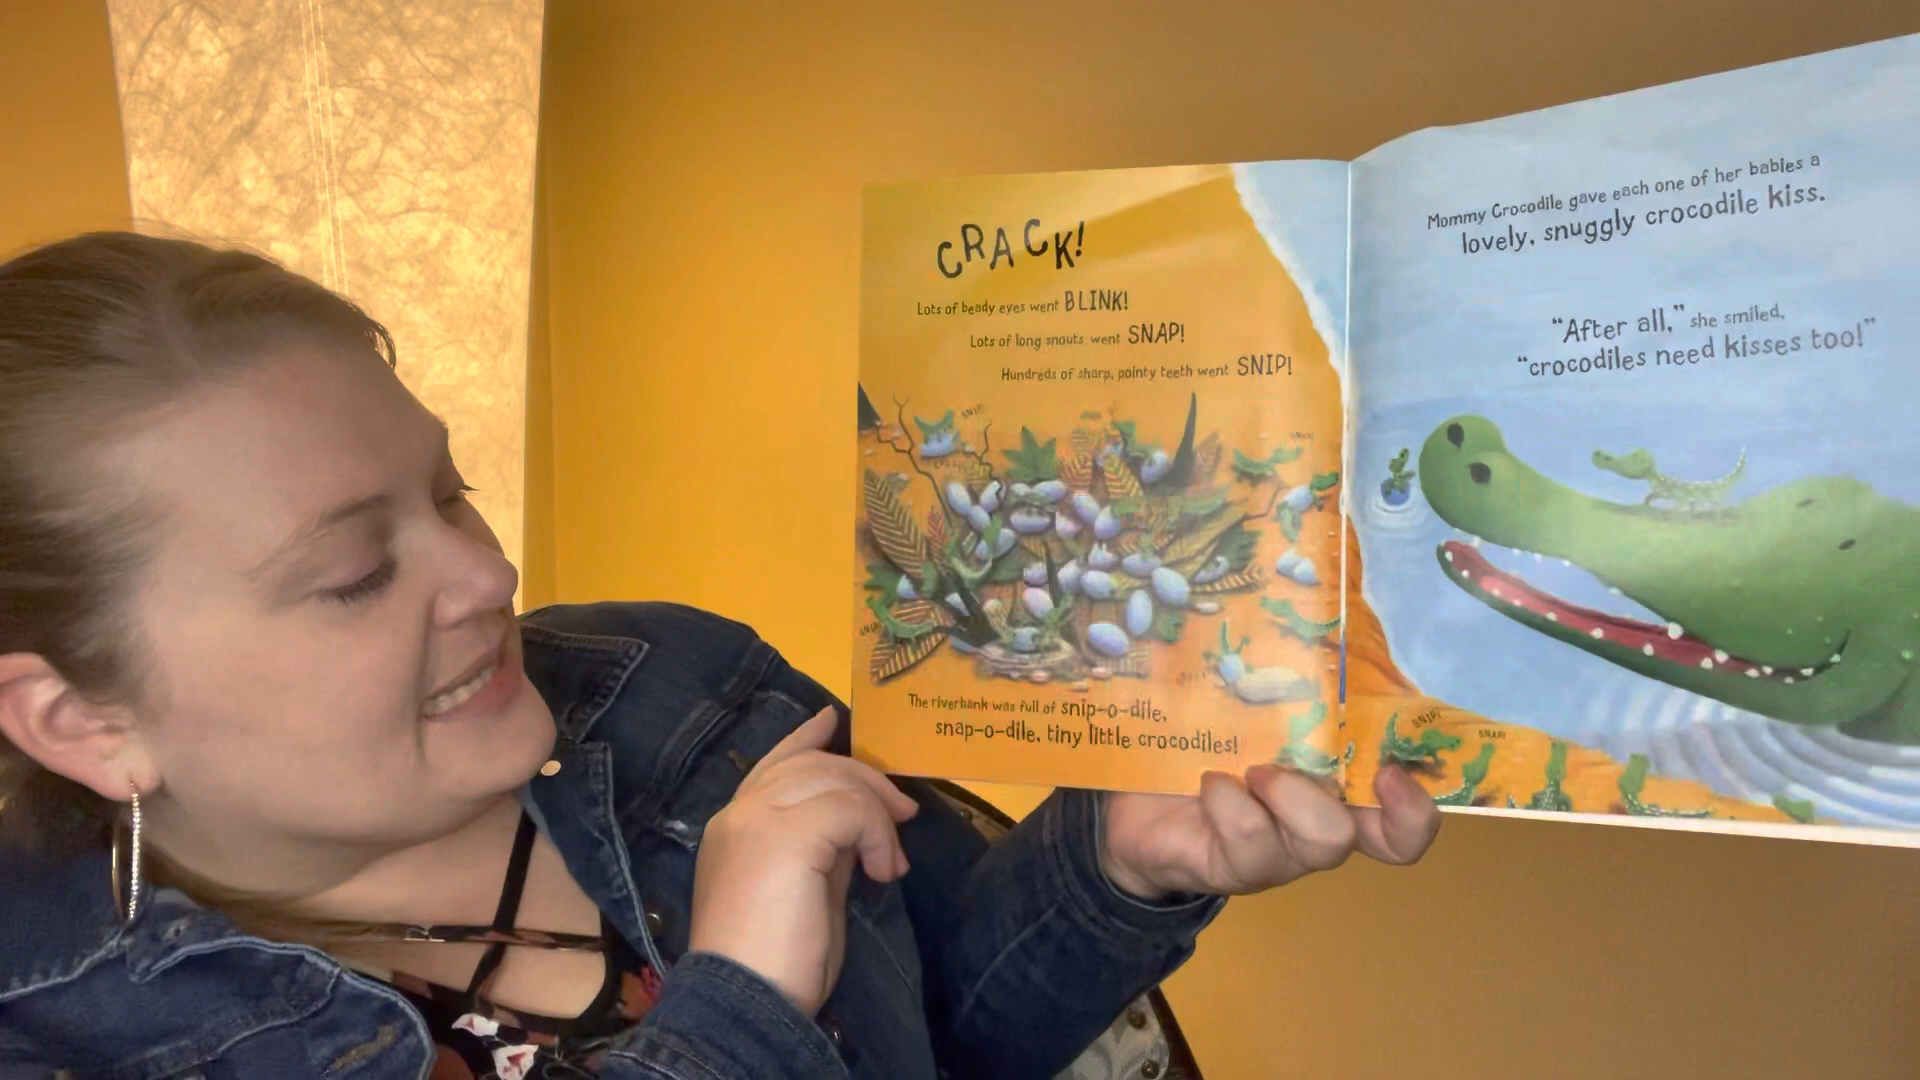 CRACK!
Lots of beady eyes went BLINK!
Lots of long snouts went SNAP!
Hundreds of sharp, pointy teeth went SNIP!
SNIP!
SNIP!
The riverbank was full of snip-o-dile,
snap-o-dile, tiny little crocodiles!
Mommy Crocodile gave each one of her babies a
lovely, snuggly crocodile kiss.
“After all,” she smiled,
“crocodiles need kisses too!”
SNIP!
SNAP!